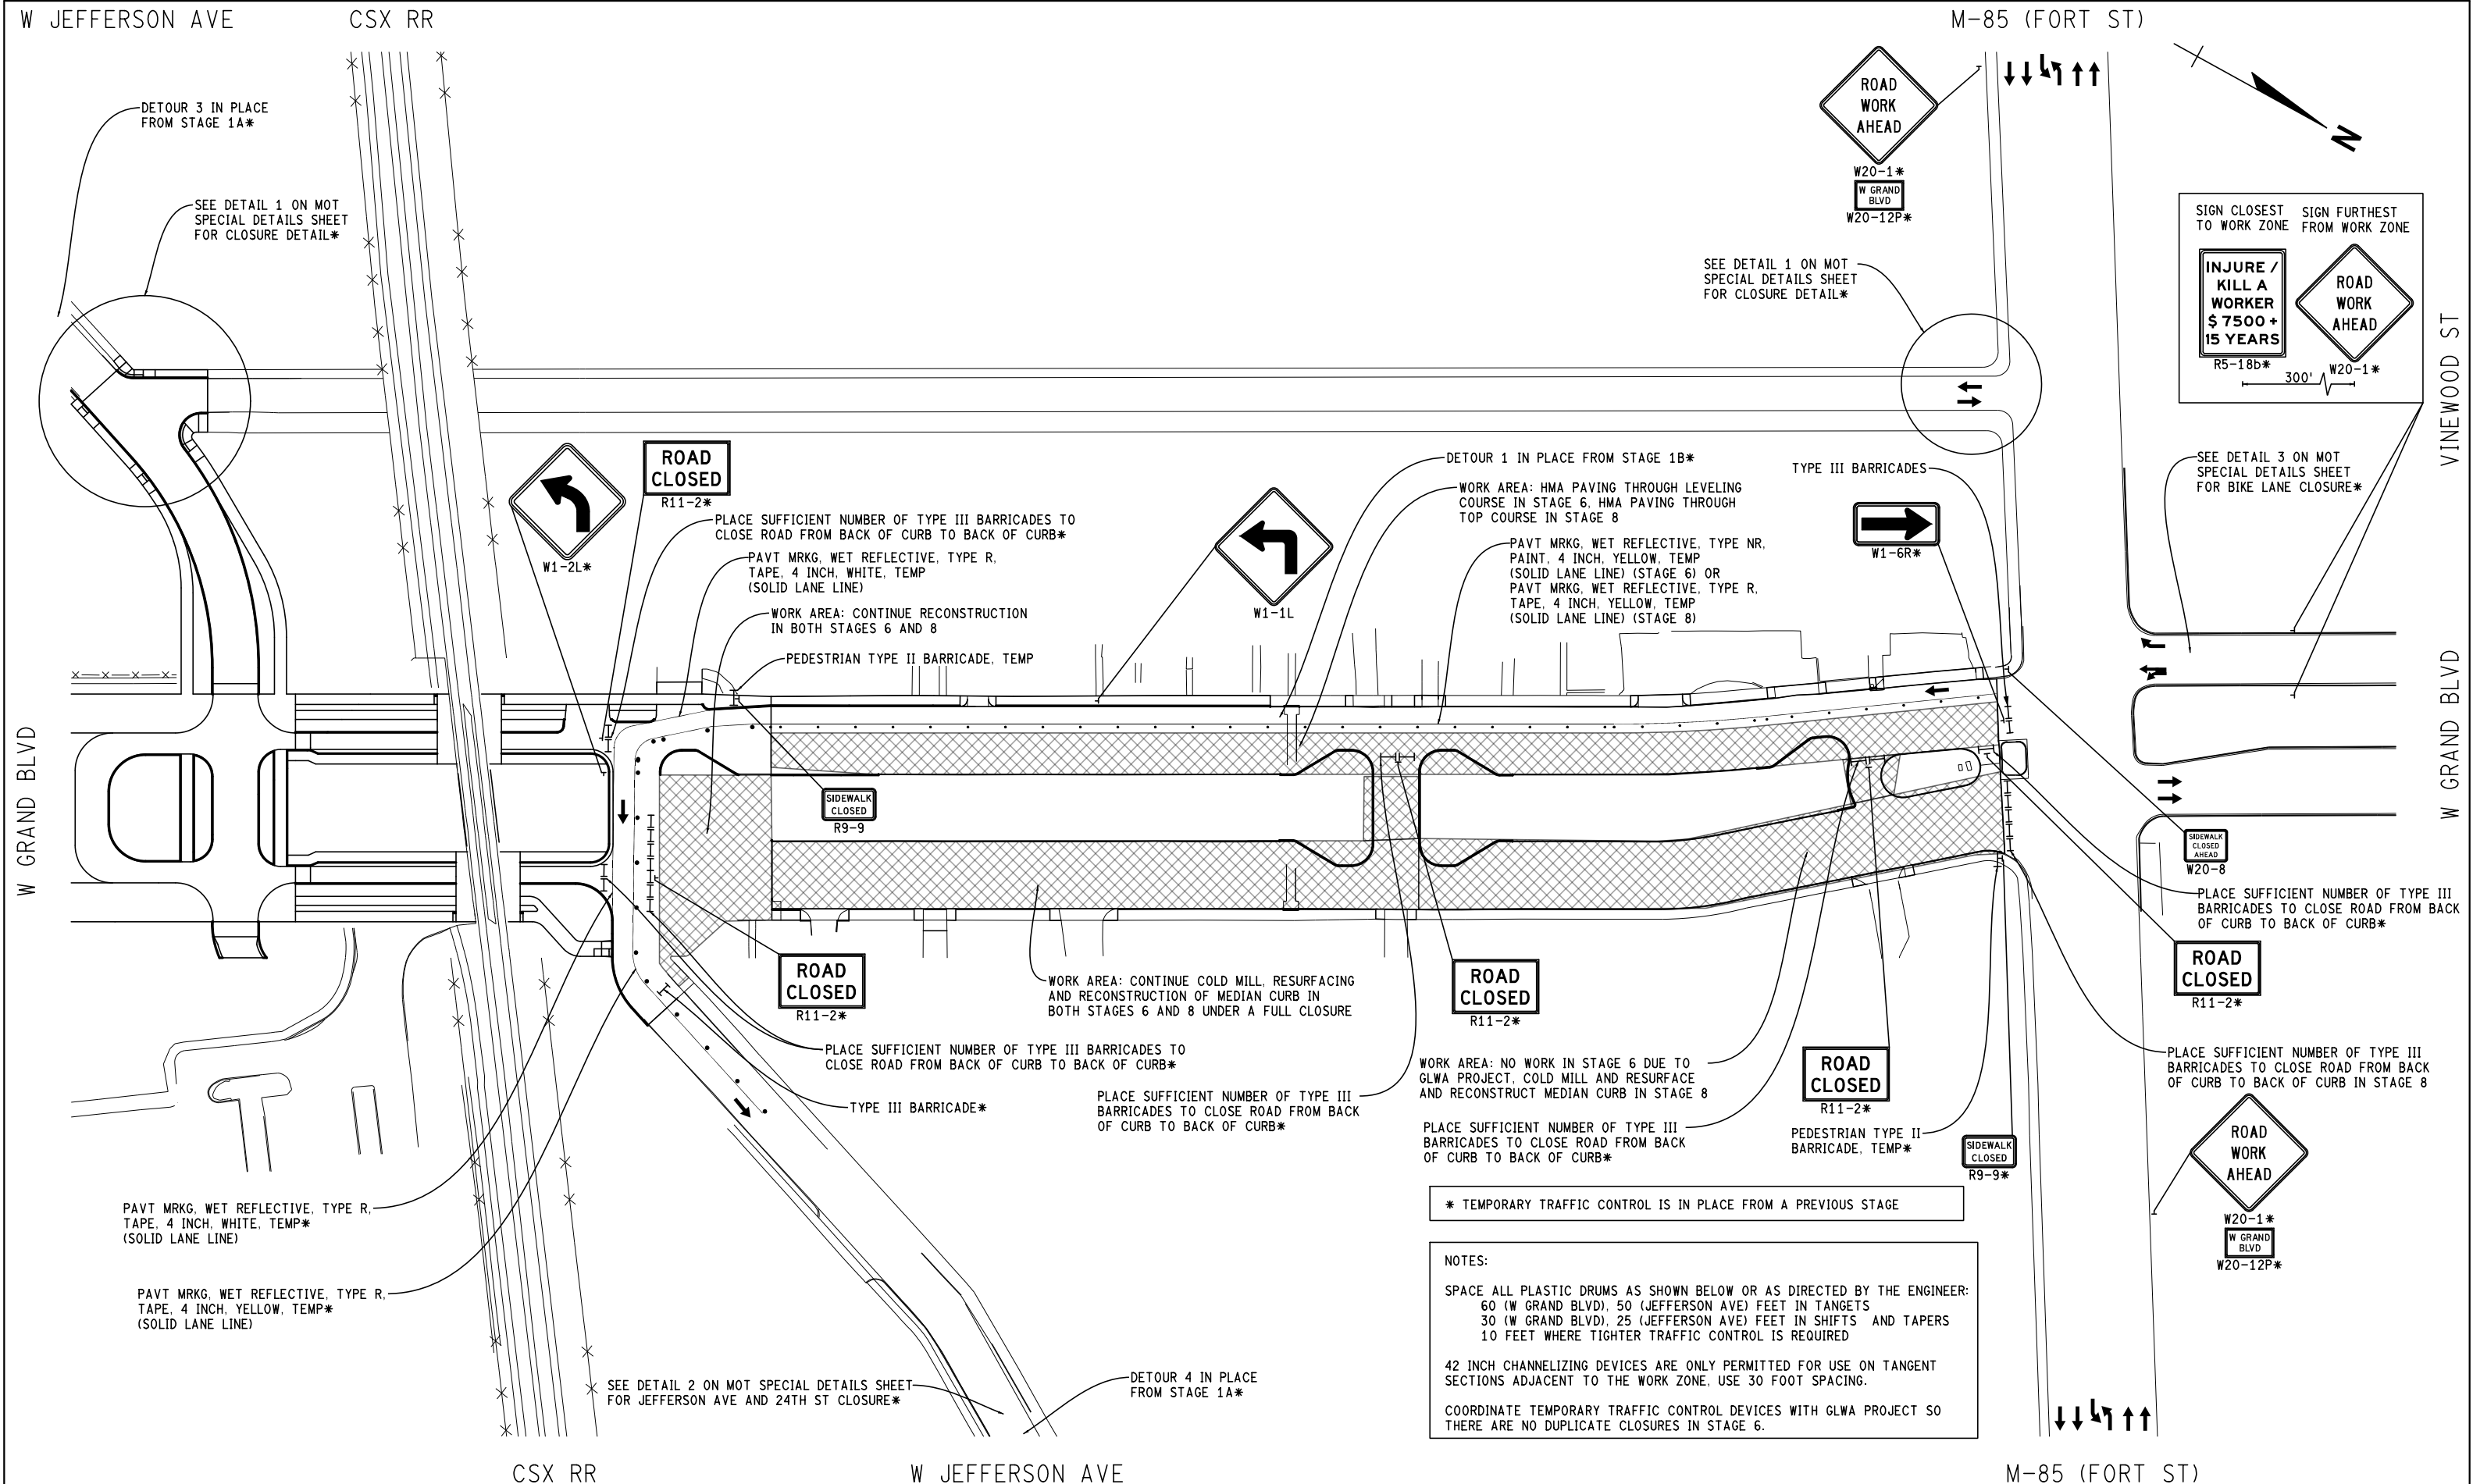 W JEFFERSON AVE
CSX RR
M-85 (FORT ST)
DETOUR 3 IN PLACE
FROM STAGE 1A*
SEE DETAIL 1 ON MOT
SPECIAL DETAILS SHEET
FOR CLOSURE DETAIL*
ROAD
WORK
AHEAD
W20-1*
W GRAND
BLVD
W20-12P*
N
SEE DETAIL 1 ON MOT
SPECIAL DETAILS SHEET
FOR CLOSURE DETAIL*
SIGN CLOSEST
TO WORK ZONE
SIGN FURTHEST
FROM WORK ZONE
INJURE /
KILL A
WORKER
$ 7500 +
15 YEARS
R5-18b*
ROAD
WORK
AHEAD
W20-1*
300'
VINEWOOD ST
W1-2L*
ROAD
CLOSED
R11-2*
PLACE SUFFICIENT NUMBER OF TYPE III BARRICADES TO
CLOSE ROAD FROM BACK OF CURB TO BACK OF CURB*
PAVT MRKG, WET REFLECTIVE, TYPE R,
TAPE, 4 INCH, WHITE, TEMP
(SOLID LANE LINE)
WORK AREA: CONTINUE RECONSTRUCTION
IN BOTH STAGES 6 AND 8
PEDESTRIAN TYPE II BARRICADE, TEMP
W1-1L
DETOUR 1 IN PLACE FROM STAGE 1B*
WORK AREA: HMA PAVING THROUGH LEVELING
COURSE IN STAGE 6, HMA PAVING THROUGH
TOP COURSE IN STAGE 8
PAVT MRKG, WET REFLECTIVE, TYPE NR,
PAINT, 4 INCH, YELLOW, TEMP
(SOLID LANE LINE) (STAGE 6) OR
PAVT MRKG, WET REFLECTIVE, TYPE R,
TAPE, 4 INCH, YELLOW, TEMP
(SOLID LANE LINE) (STAGE 8)
TYPE III BARRICADES
W1-6R*
SEE DETAIL 3 ON MOT
SPECIAL DETAILS SHEET
FOR BIKE LANE CLOSURE*
W GRAND BLVD
W GRAND BLVD
SIDEWALK
CLOSED
R9-9
SIDEWALK
CLOSED
AHEAD
W20-8
PLACE SUFFICIENT NUMBER OF TYPE III
BARRICADES TO CLOSE ROAD FROM BACK
OF CURB TO BACK OF CURB*
ROAD
CLOSED
R11-2*
ROAD
CLOSED
R11-2*
WORK AREA: CONTINUE COLD MILL, RESURFACING
AND RECONSTRUCTION OF MEDIAN CURB IN
BOTH STAGES 6 AND 8 UNDER A FULL CLOSURE
ROAD
CLOSED
R11-2*
PLACE SUFFICIENT NUMBER OF TYPE III BARRICADES TO
CLOSE ROAD FROM BACK OF CURB TO BACK OF CURB*
TYPE III BARRICADE*
PLACE SUFFICIENT NUMBER OF TYPE III
BARRICADES TO CLOSE ROAD FROM BACK
OF CURB TO BACK OF CURB*
WORK AREA: NO WORK IN STAGE 6 DUE TO
GLWA PROJECT, COLD MILL AND RESURFACE
AND RECONSTRUCT MEDIAN CURB IN STAGE 8
PLACE SUFFICIENT NUMBER OF TYPE III
BARRICADES TO CLOSE ROAD FROM BACK
OF CURB TO BACK OF CURB*
ROAD
CLOSED
R11-2*
PEDESTRIAN TYPE II
BARRICADE, TEMP*
SIDEWALK
CLOSED
R9-9*
PLACE SUFFICIENT NUMBER OF TYPE III
BARRICADES TO CLOSE ROAD FROM BACK
OF CURB TO BACK OF CURB IN STAGE 8
ROAD
WORK
AHEAD
W20-1*
W GRAND
BLVD
W20-12P*
PAVT MRKG, WET REFLECTIVE, TYPE R,
TAPE, 4 INCH, WHITE, TEMP*
(SOLID LANE LINE)
PAVT MRKG, WET REFLECTIVE, TYPE R,
TAPE, 4 INCH, YELLOW, TEMP*
(SOLID LANE LINE)
* TEMPORARY TRAFFIC CONTROL IS IN PLACE FROM A PREVIOUS STAGE
NOTES:
SPACE ALL PLASTIC DRUMS AS SHOWN BELOW OR AS DIRECTED BY THE ENGINEER:
60 (W GRAND BLVD), 50 (JEFFERSON AVE) FEET IN TANGETS
30 (W GRAND BLVD), 25 (JEFFERSON AVE) FEET IN SHIFTS AND TAPERS
10 FEET WHERE TIGHTER TRAFFIC CONTROL IS REQUIRED
42 INCH CHANNELIZING DEVICES ARE ONLY PERMITTED FOR USE ON TANGENT
SECTIONS ADJACENT TO THE WORK ZONE, USE 30 FOOT SPACING.
COORDINATE TEMPORARY TRAFFIC CONTROL DEVICES WITH GLWA PROJECT SO
THERE ARE NO DUPLICATE CLOSURES IN STAGE 6.
SEE DETAIL 2 ON MOT SPECIAL DETAILS SHEET
FOR JEFFERSON AVE AND 24TH ST CLOSURE*
DETOUR 4 IN PLACE
FROM STAGE 1A*
CSX RR
W JEFFERSON AVE
M-85 (FORT ST)